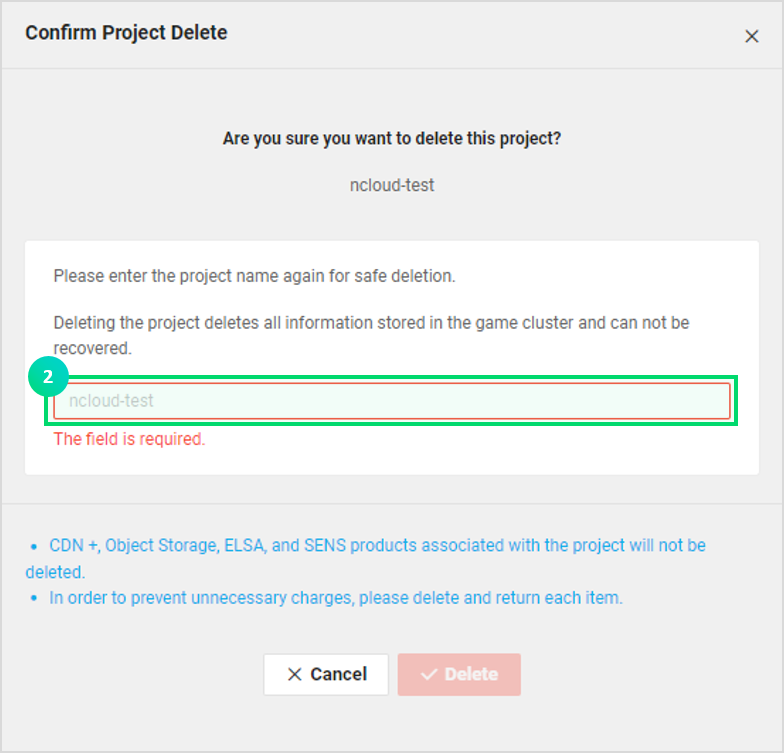 Confirm Project Delete
Are you sure you want to delete this project?
ncloud-test
Please enter the project name again for safe deletion.
Deleting the project deletes all information stored in the game cluster and can not be
recovered.
2
ncloud-test
The field is required.
• CDN +, Object Storage, ELSA, and SENS products associated with the project will not be
deleted.
• In order to prevent unnecessary charges, please delete and return each item.
Cancel
Delete